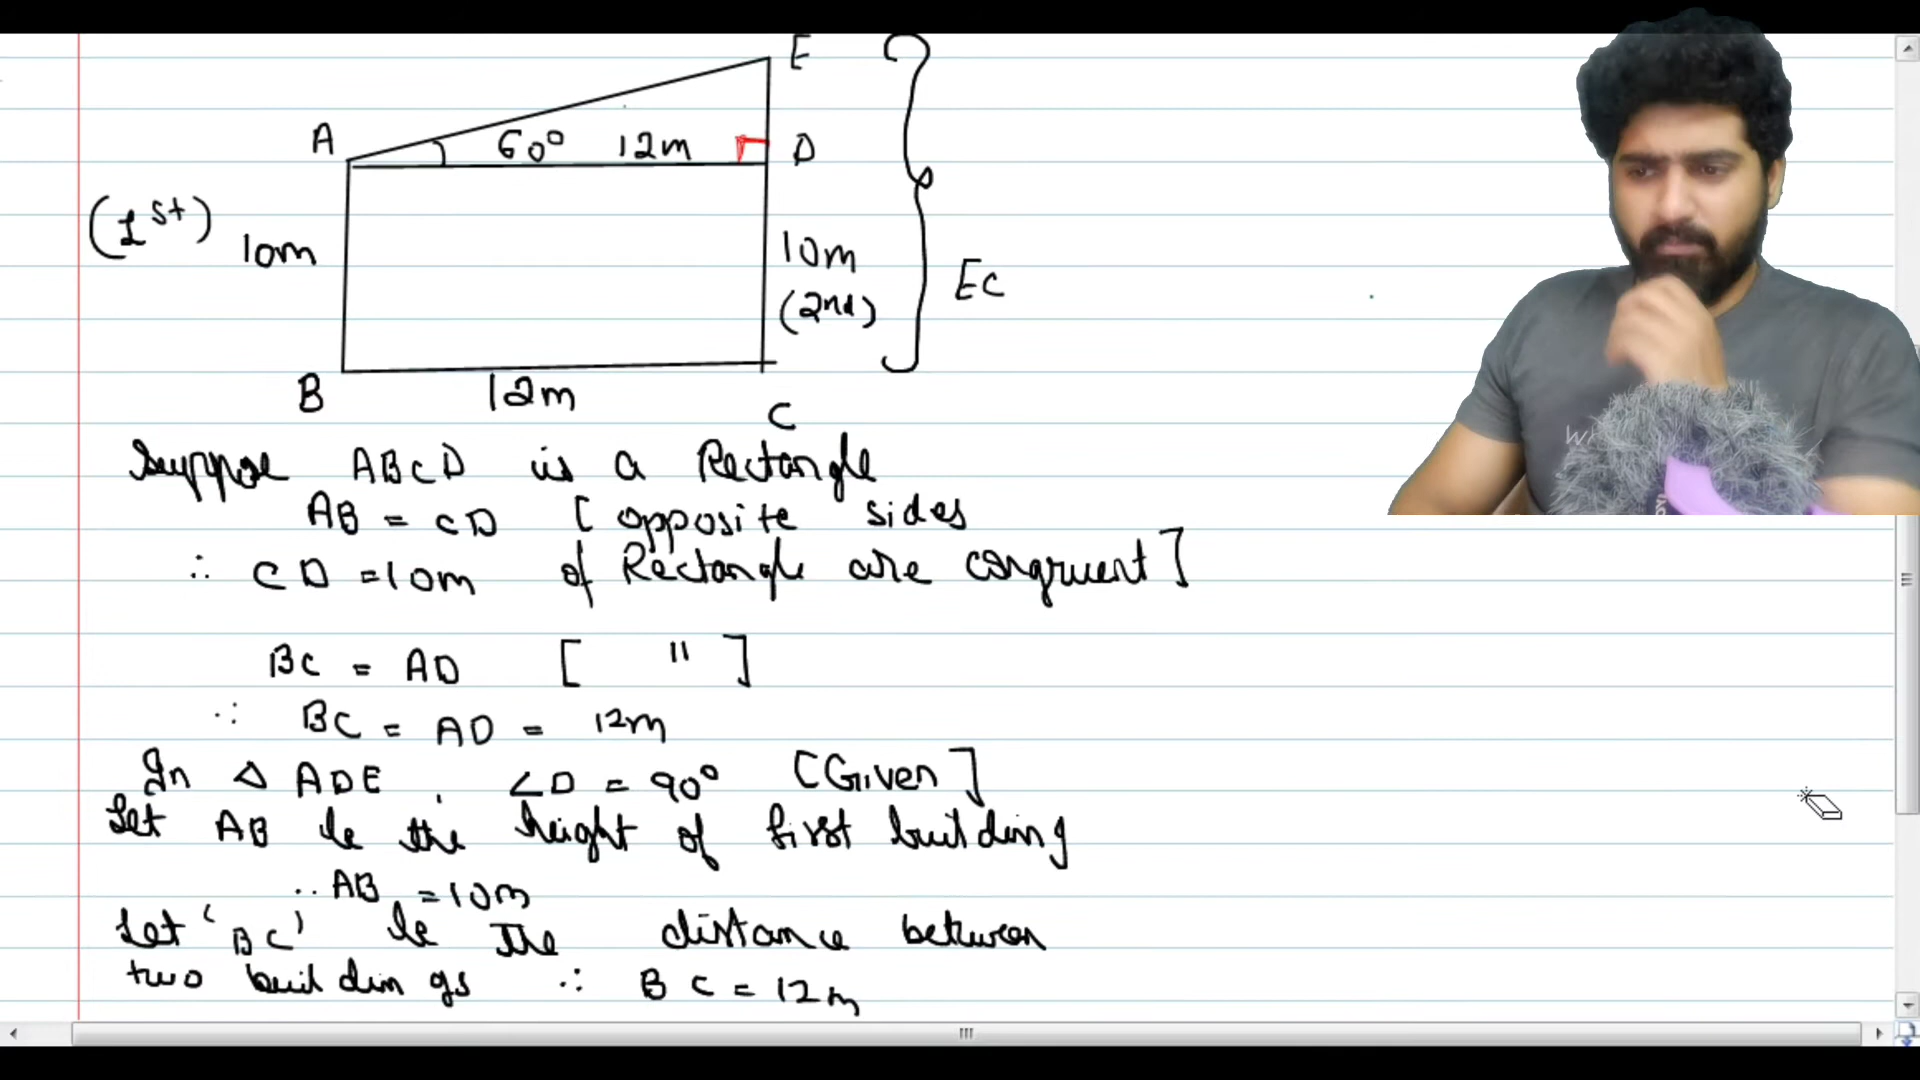 E
A 60° 12m D
(1st) 10m 10m
(2nd) EC
B 12m C
Suppose ABCD is a Rectangle
AB = CD [opposite sides
∴ CD = 10m of Rectangle are congruent]
BC = AD [ " ]
∴ BC = AD = 12m
In △ ADE, ∠D = 90° [Given]
Let AB be the height of first building
∴ AB = 10m
Let 'BC' be the distance between
two buildings ∴ BC = 12m